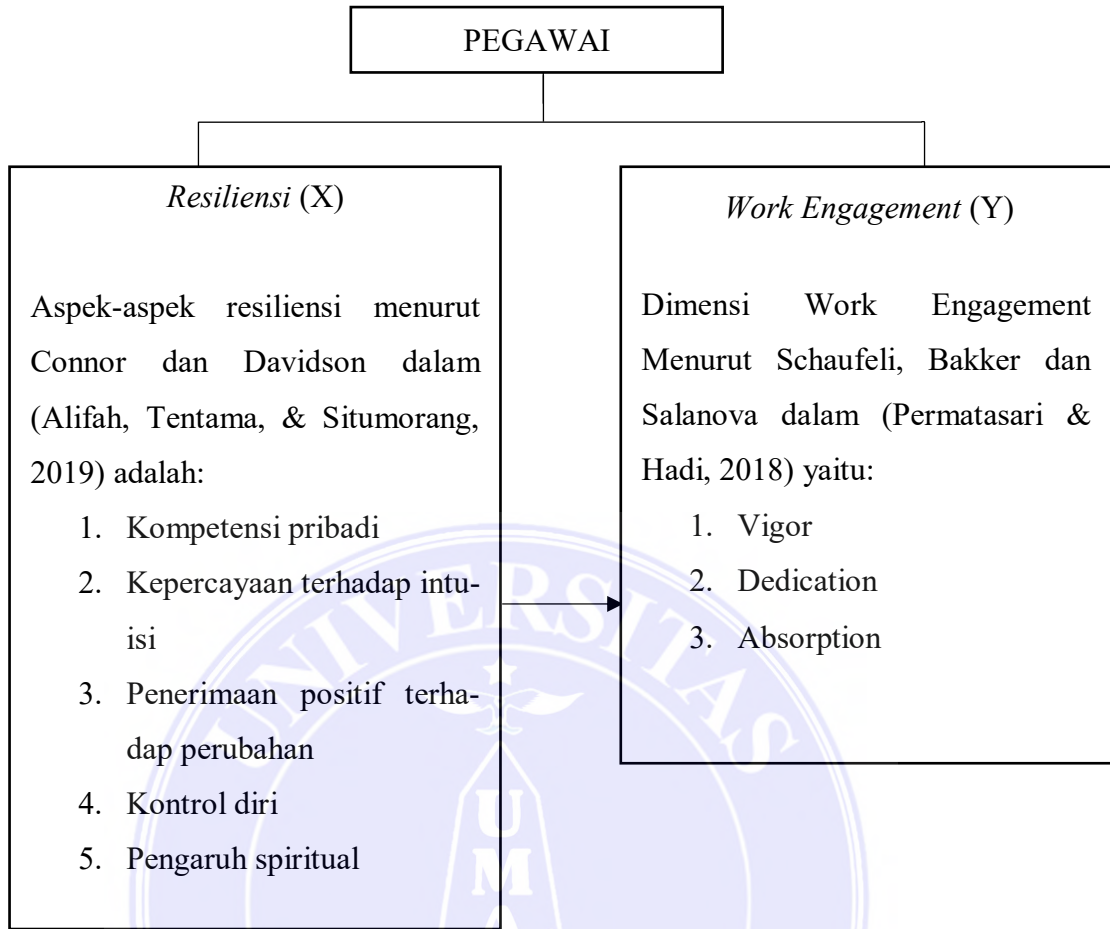 PEGAWAI
Resiliensi (X)
Aspek-aspek resiliensi menurut
Connor dan Davidson dalam
(Alifah, Tentama, & Situmorang,
2019) adalah:
1. Kompetensi pribadi
2. Kepercayaan terhadap intu-
isi
3. Penerimaan positif terha-
dap perubahan
4. Kontrol diri
5. Pengaruh spiritual
Work Engagement (Y)
Dimensi Work Engagement
Menurut Schaufeli, Bakker dan
Salanova dalam (Permatasari &
Hadi, 2018) yaitu:
1. Vigor
2. Dedication
3. Absorption
UNIVERSITAS
U
M
A